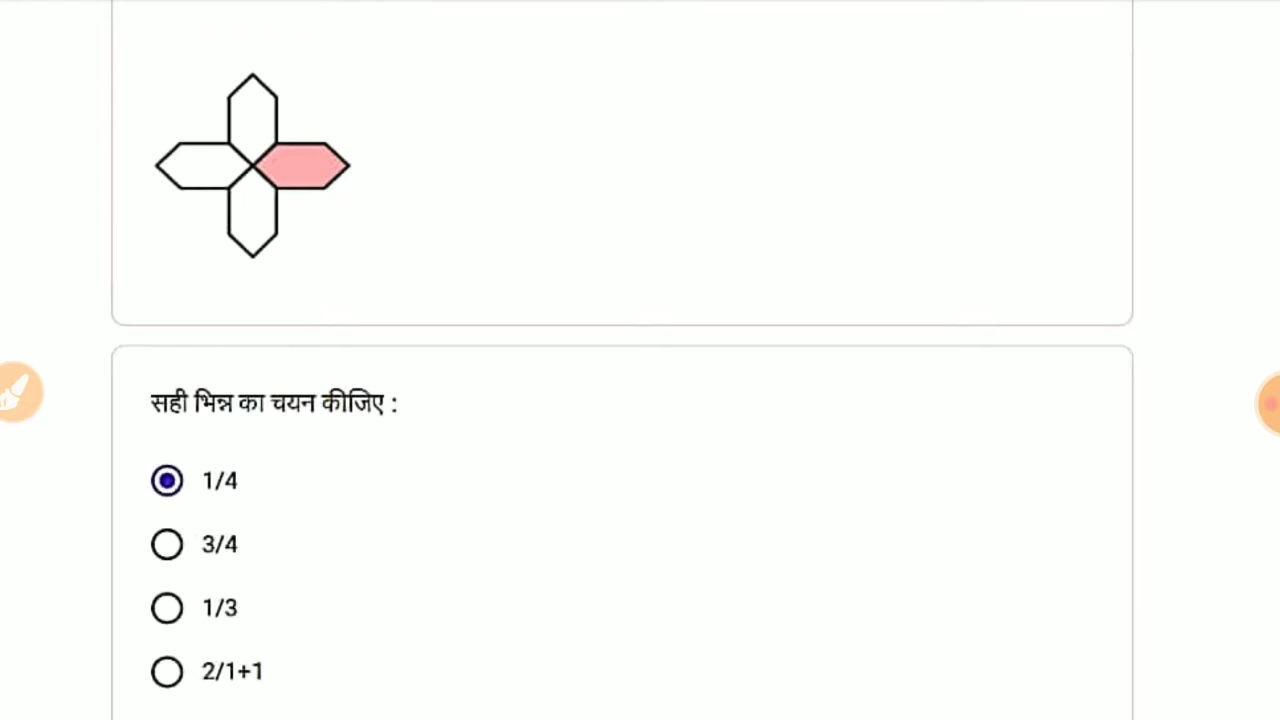 सही भिन्न का चयन कीजिए :
1/4
3/4
1/3
2/1+1